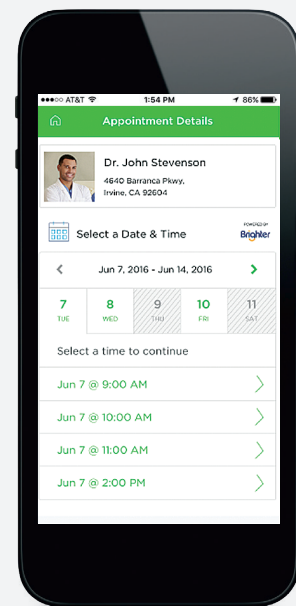 AT&T 1:54 PM 86%
Appointment Details
Dr. John Stevenson
4640 Barranca Pkwy,
Irvine, CA 92604
Select a Date & Time
POWERED BY
Brighter
Jun 7, 2016 - Jun 14, 2016
7 8 9 10 11
TUE WED THU FRI SAT
Select a time to continue
Jun 7 @ 9:00 AM
Jun 7 @ 10:00 AM
Jun 7 @ 11:00 AM
Jun 7 @ 2:00 PM